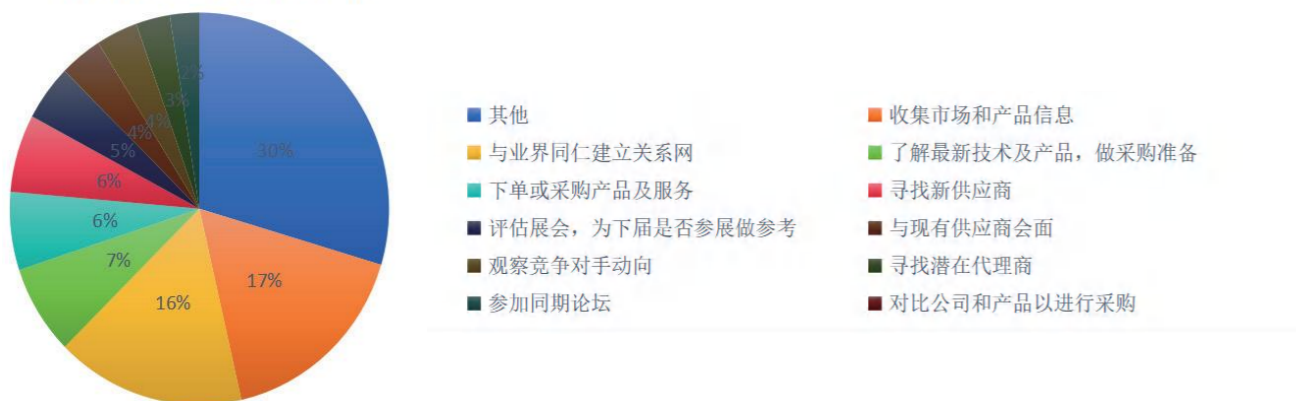 2%
3%
4%
4%
5%
6%
6%
7%
16%
17%
30%
其他
收集市场和产品信息
与业界同仁建立关系网
了解最新技术及产品，做采购准备
下单或采购产品及服务
寻找新供应商
评估展会，为下届是否参展做参考
与现有供应商会面
观察竞争对手动向
寻找潜在代理商
参加同期论坛
对比公司和产品以进行采购